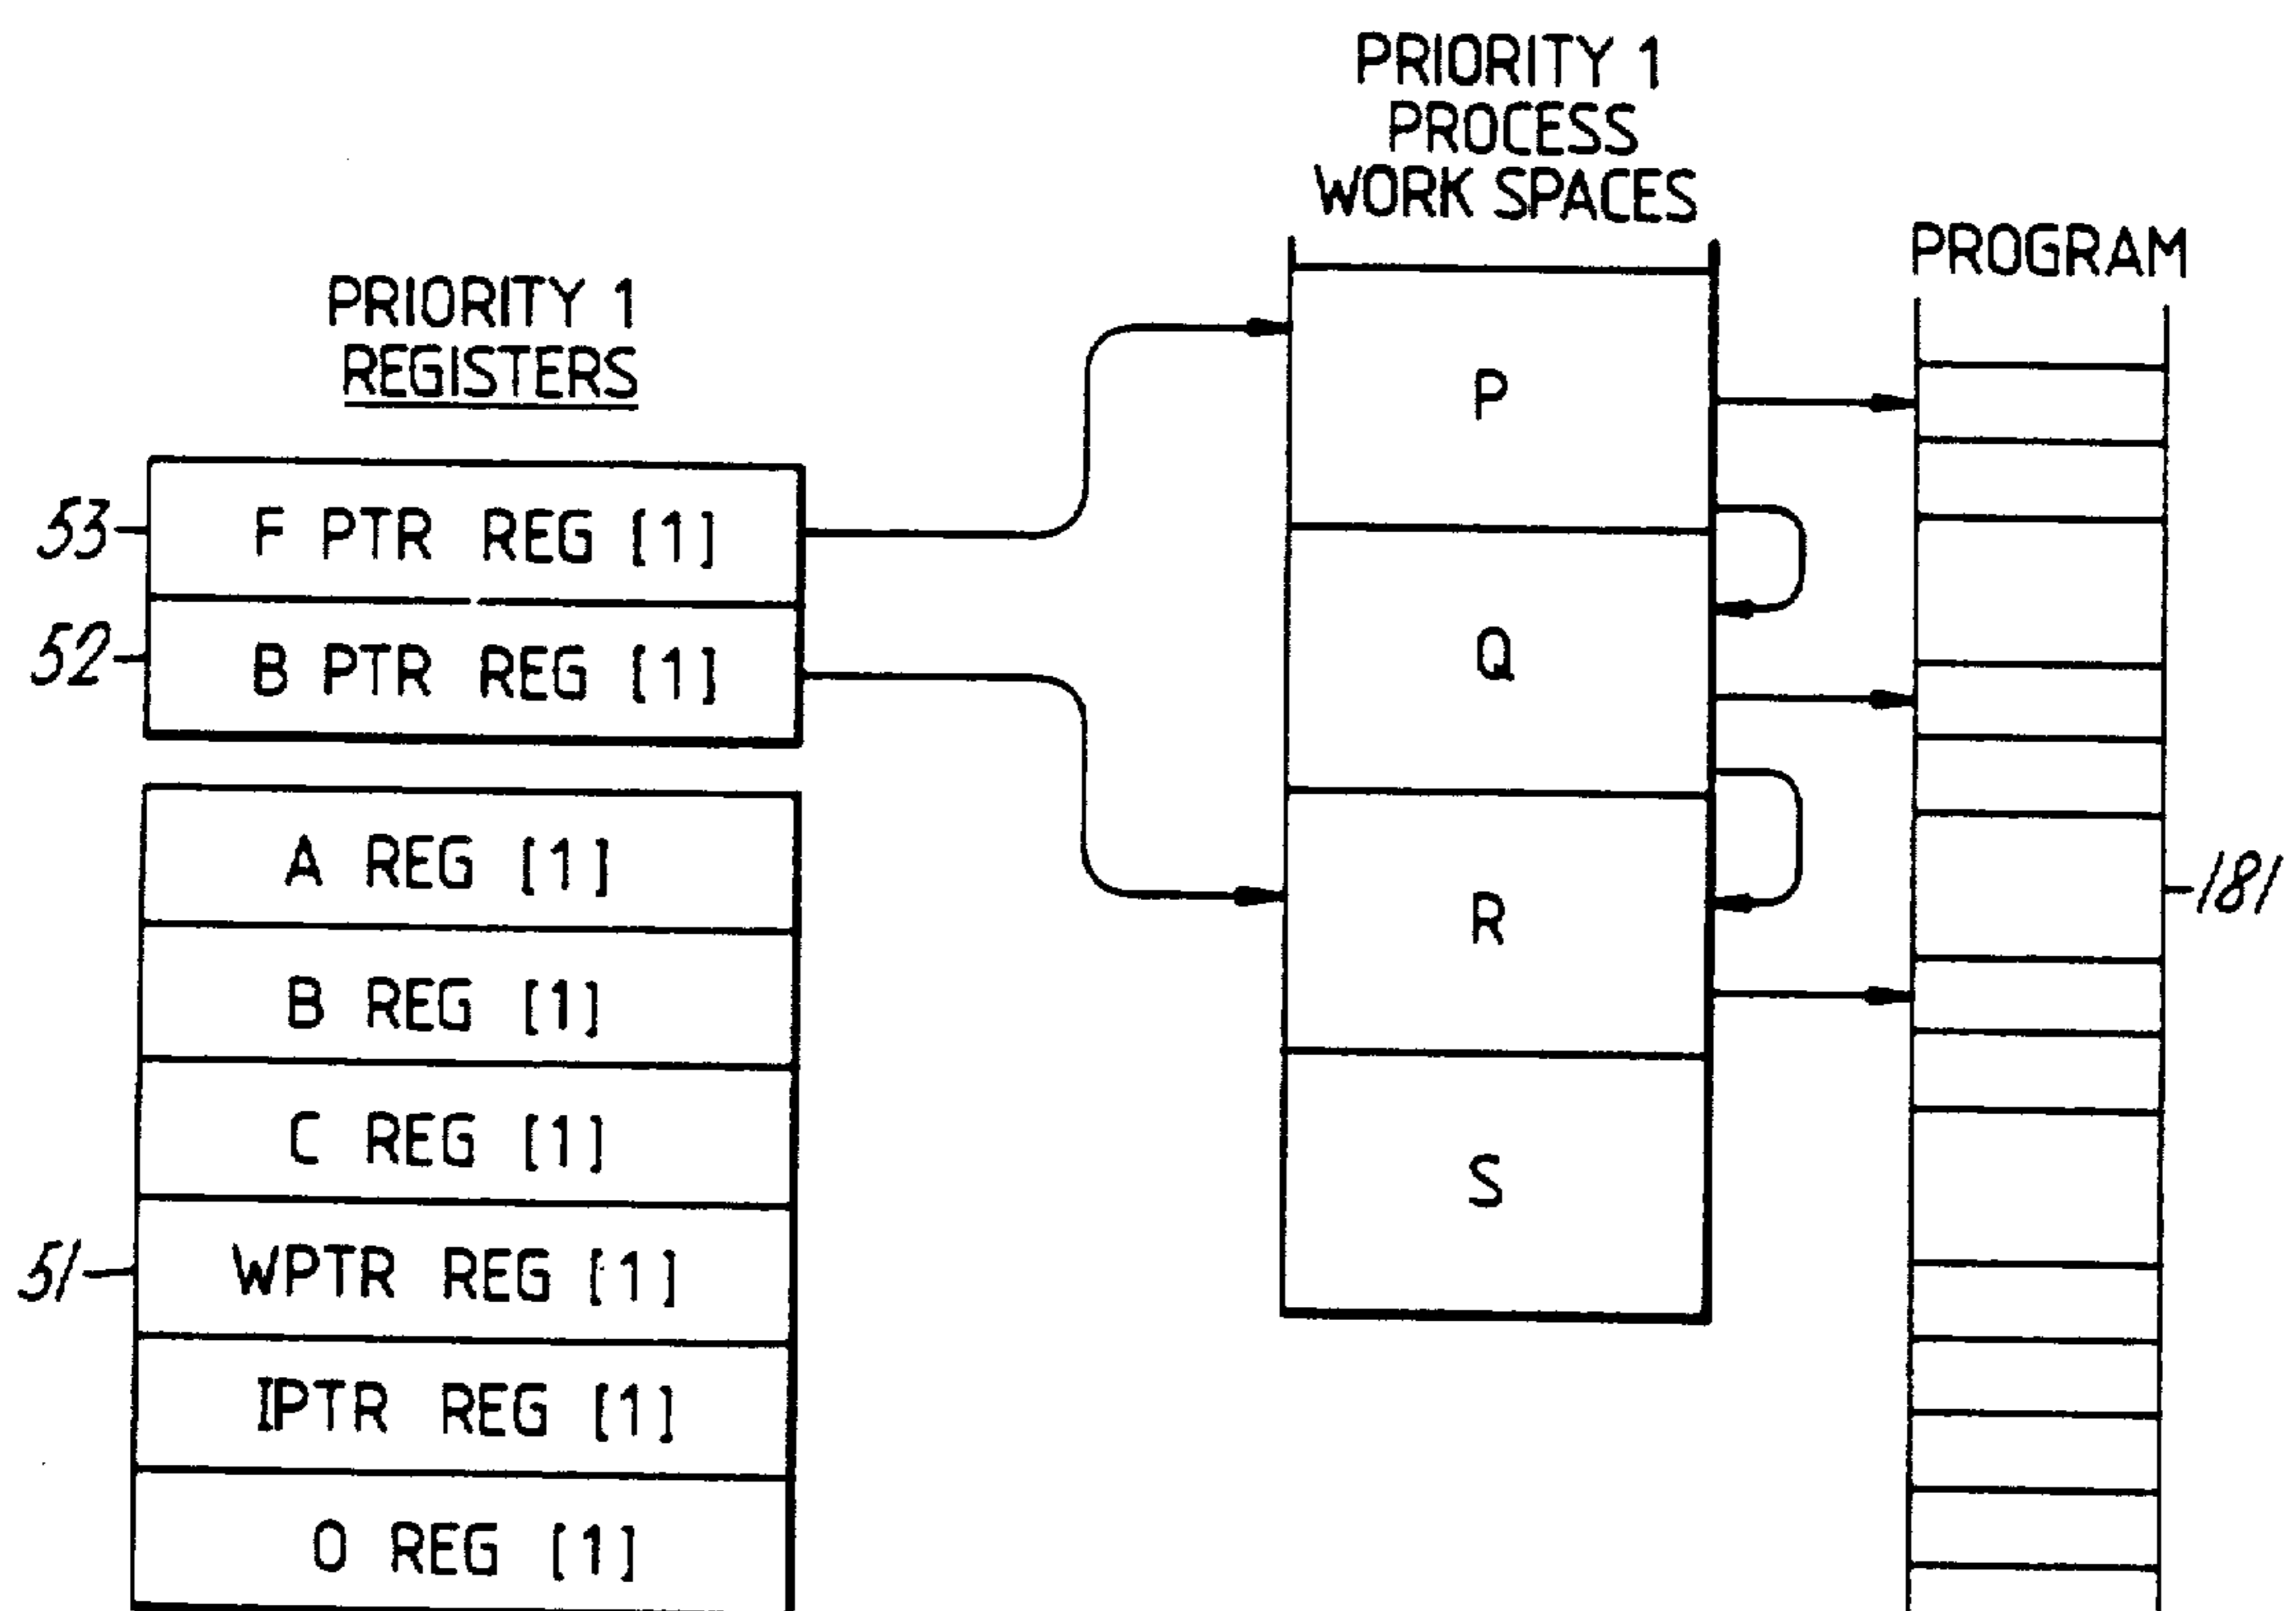 PRIORITY 1
REGISTERS
53
F PTR REG [1]
52
B PTR REG [1]
A REG [1]
B REG [1]
C REG [1]
51
WPTR REG [1]
IPTR REG [1]
O REG [1]
PRIORITY 1
PROCESS
WORK SPACES
P
Q
R
S
PROGRAM
181